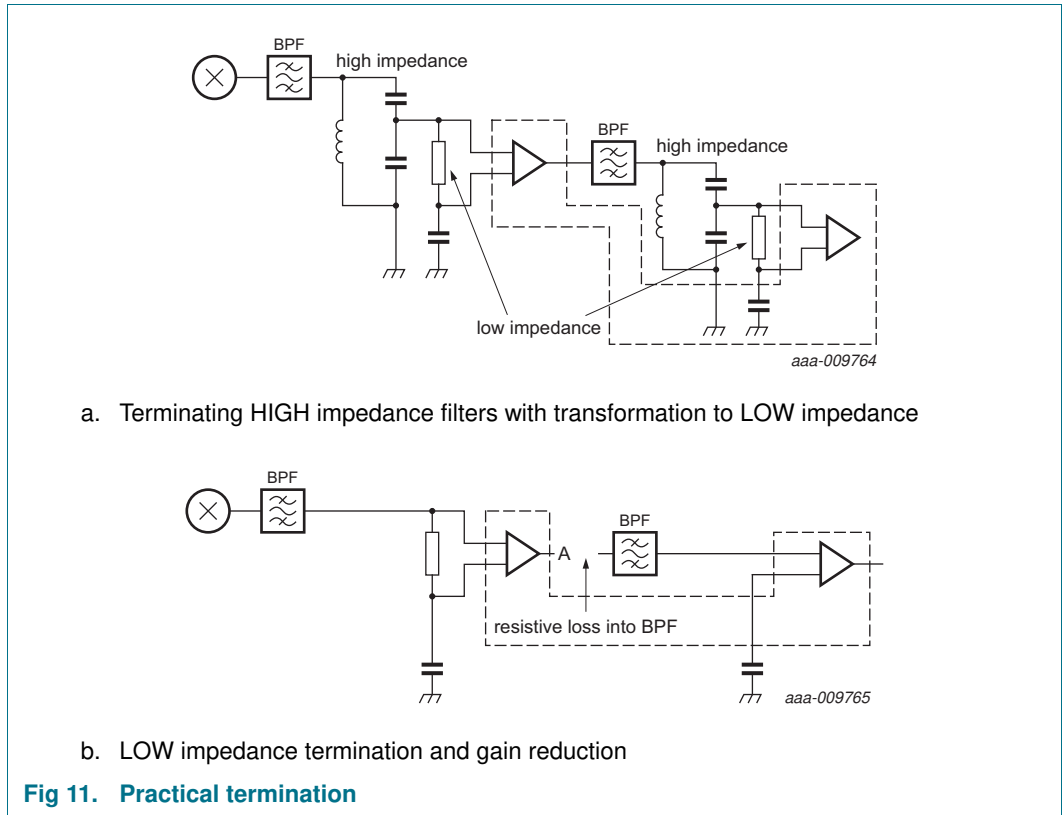 BPF
high impedance
BPF
high impedance
low impedance
aaa-009764
a. Terminating HIGH impedance filters with transformation to LOW impedance
BPF
BPF
A
resistive loss into BPF
aaa-009765
b. LOW impedance termination and gain reduction
Fig 11. Practical termination